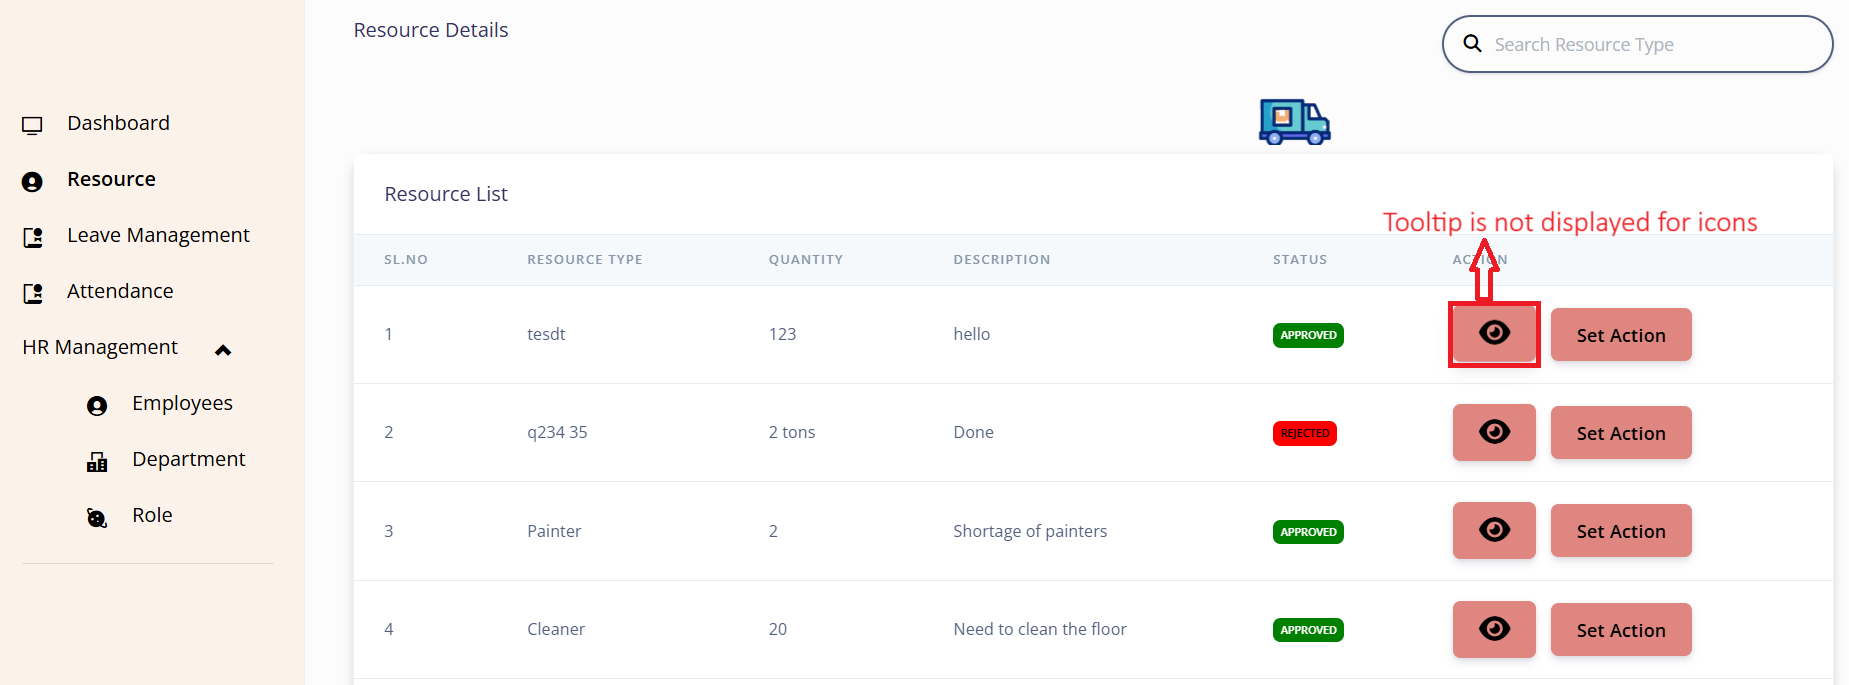 Resource Details
Search Resource Type
Dashboard
Resource
Leave Management
Attendance
HR Management
Employees
Department
Role
Resource List
Tooltip is not displayed for icons
SL.NO RESOURCE TYPE QUANTITY DESCRIPTION STATUS ACTION
1 tesdt 123 hello APPROVED Set Action
2 q234 35 2 tons Done REJECTED Set Action
3 Painter 2 Shortage of painters APPROVED Set Action
4 Cleaner 20 Need to clean the floor APPROVED Set Action